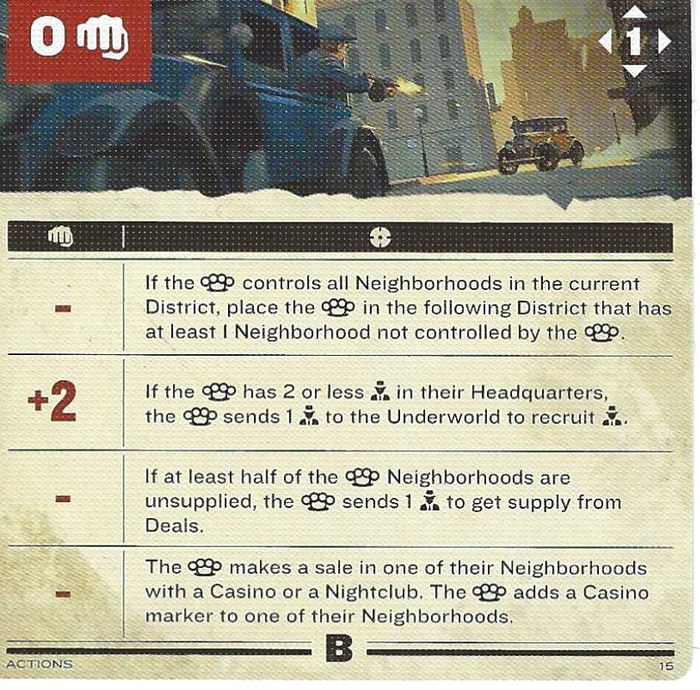 0
1
If the controls all Neighborhoods in the current
District, place the in the following District that has
at least 1 Neighborhood not controlled by the .
-
If the has 2 or less in their Headquarters,
the sends 1 to the Underworld to recruit .
+2
If at least half of the Neighborhoods are
unsupplied, the sends 1 to get supply from
Deals.
-
The makes a sale in one of their Neighborhoods
with a Casino or a Nightclub. The adds a Casino
marker to one of their Neighborhoods.
-
B
ACTIONS
15